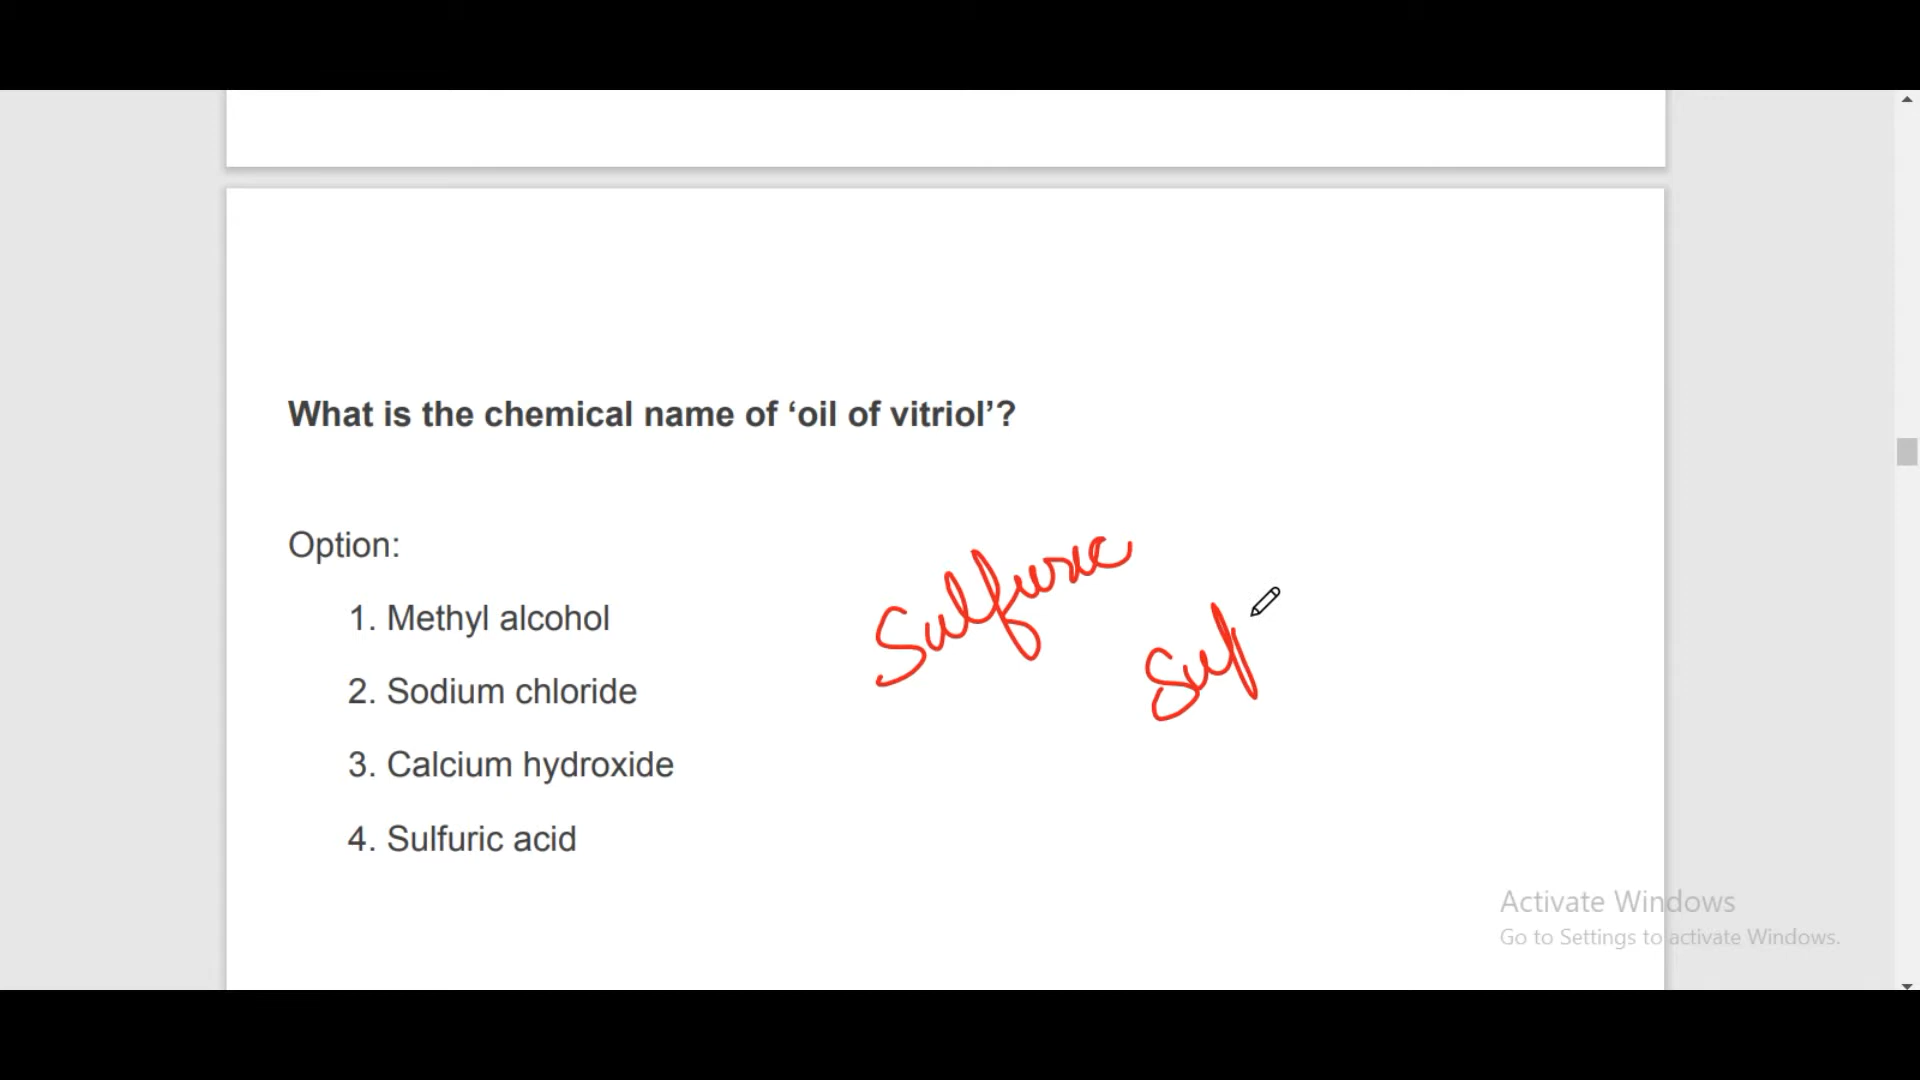 What is the chemical name of ‘oil of vitriol’?
Option:
1. Methyl alcohol
2. Sodium chloride
3. Calcium hydroxide
4. Sulfuric acid
Sulfuric
Sul
Activate Windows
Go to Settings to activate Windows.